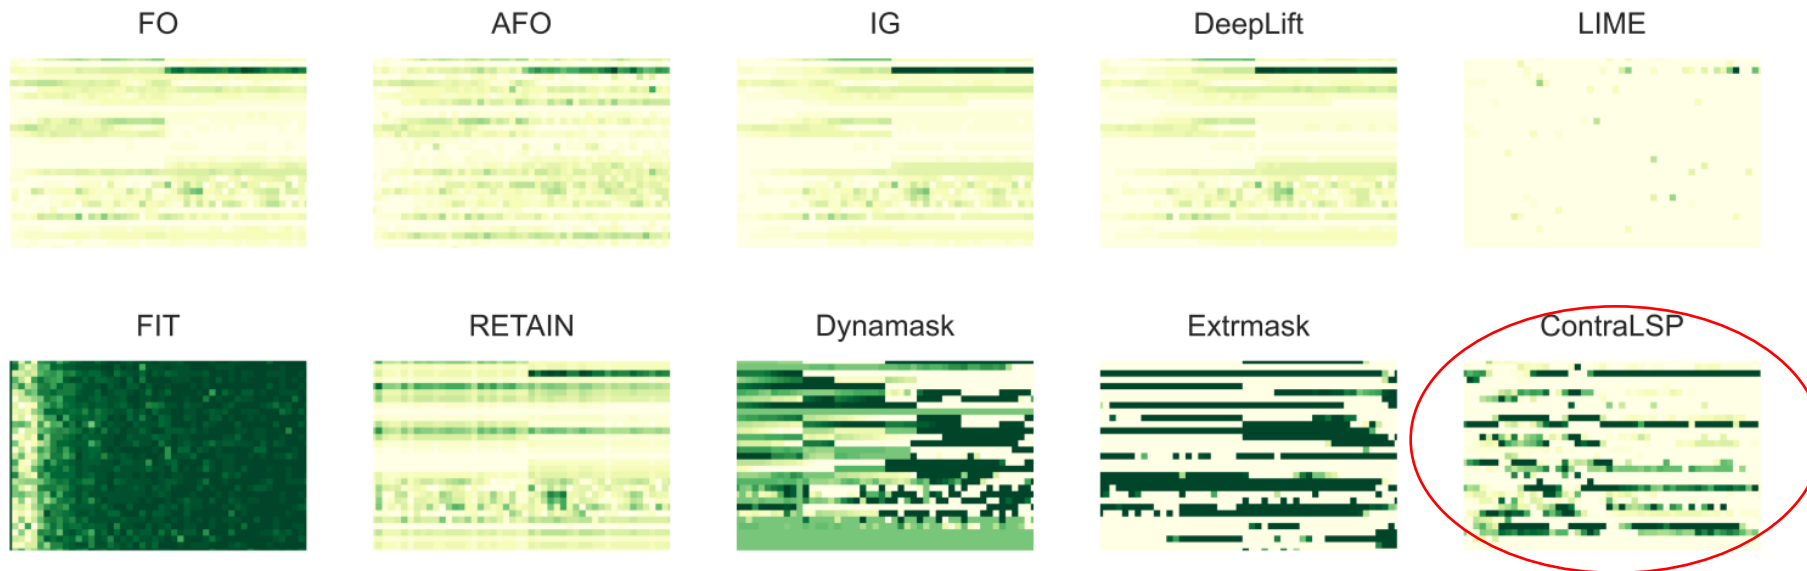 FO
AFO
IG
DeepLift
LIME
FIT
RETAIN
Dynamask
Extrmask
ContraLSP